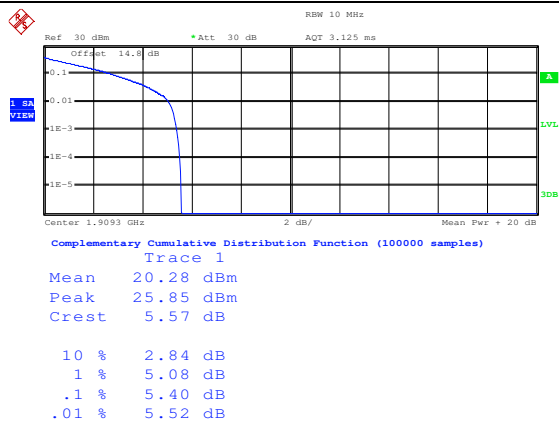 RBW 10 MHz
Ref 30 dBm * Att 30 dB AQT 3.125 ms
Offset 14.8 dB
0.1
A
0.01
1 SA
VIEW
1E-3
LVL
1E-4
1E-5
3DB
Center 1.9093 GHz 2 dB/ Mean Pwr + 20 dB
Complementary Cumulative Distribution Function (100000 samples)
Trace 1
Mean 20.28 dBm
Peak 25.85 dBm
Crest 5.57 dB
10 % 2.84 dB
1 % 5.08 dB
.1 % 5.40 dB
.01 % 5.52 dB